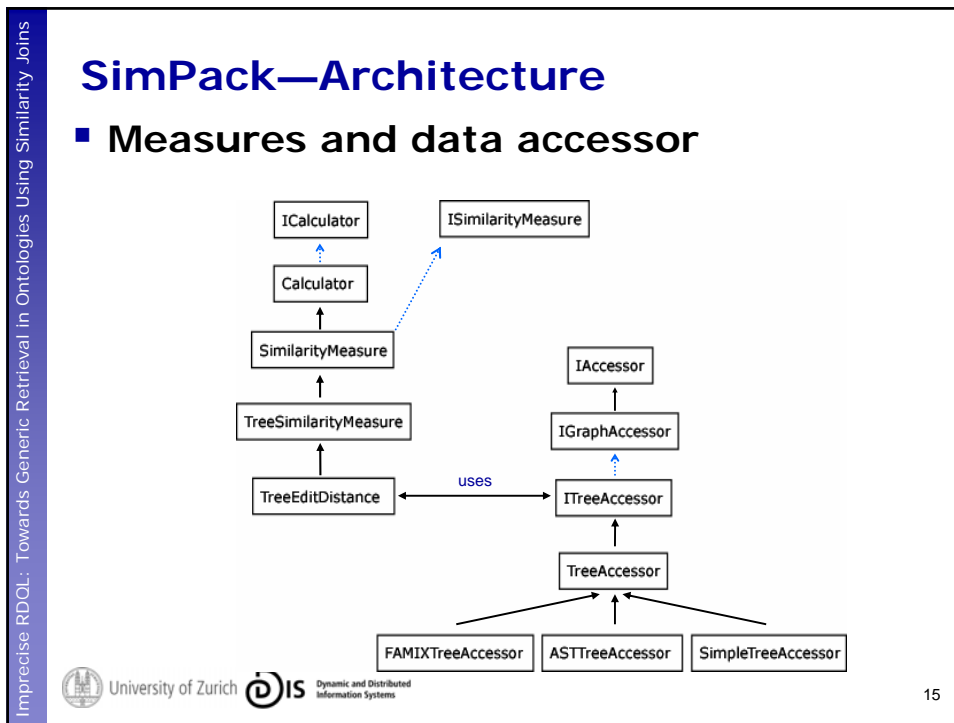 Imprecise RDQL: Towards Generic Retrieval in Ontologies Using Similarity Joins
SimPack—Architecture
▪ Measures and data accessor
ICalculator
ISimilarityMeasure
Calculator
SimilarityMeasure
IAccessor
TreeSimilarityMeasure
IGraphAccessor
TreeEditDistance
uses
ITreeAccessor
TreeAccessor
FAMIXTreeAccessor
ASTTreeAccessor
SimpleTreeAccessor
University of Zurich
DIS
Dynamic and Distributed
Information Systems
15